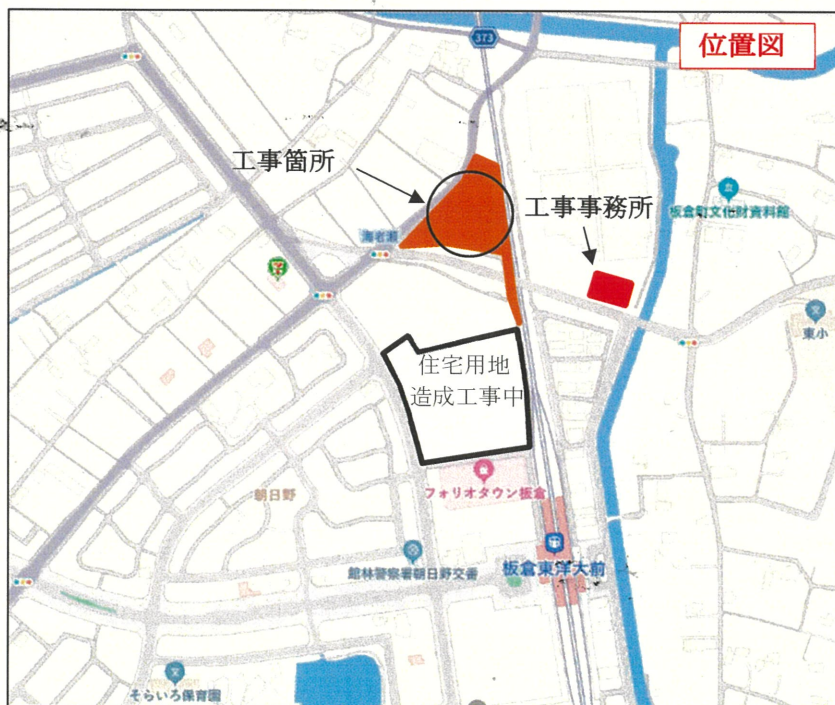 位置図
373
工事箇所
工事事務所
板倉町文化財資料館
海老瀬
7
東小
住宅用地
造成工事中
フォリオタウン板倉
朝日野
館林警察署朝日野交番
板倉東洋大前
そらいろ保育園